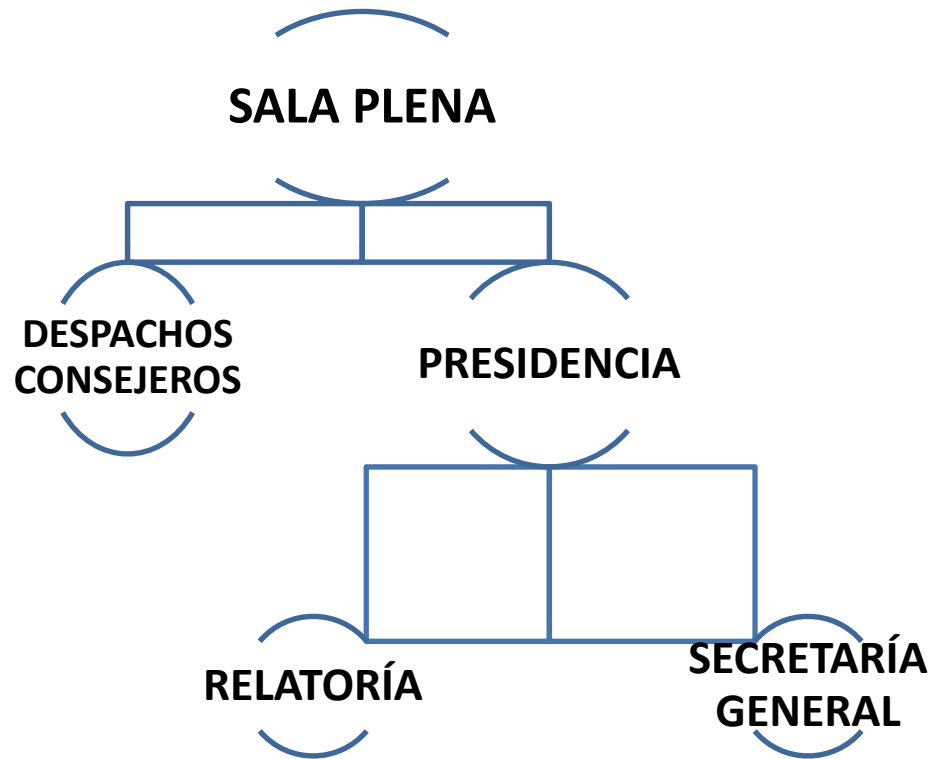 SALA PLENA
DESPACHOS
CONSEJEROS
PRESIDENCIA
RELATORÍA
SECRETARÍA
GENERAL